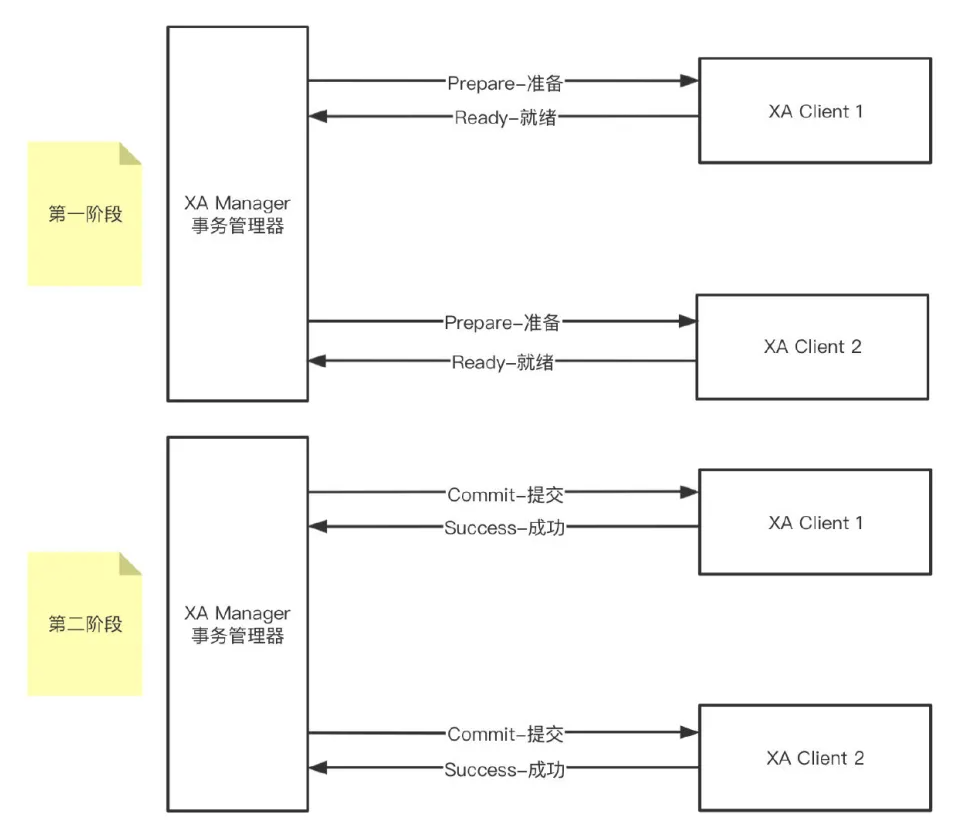 第一阶段
XA Manager
事务管理器
Prepare-准备
Ready-就绪
XA Client 1
Prepare-准备
Ready-就绪
XA Client 2
第二阶段
XA Manager
事务管理器
Commit-提交
Success-成功
XA Client 1
Commit-提交
Success-成功
XA Client 2